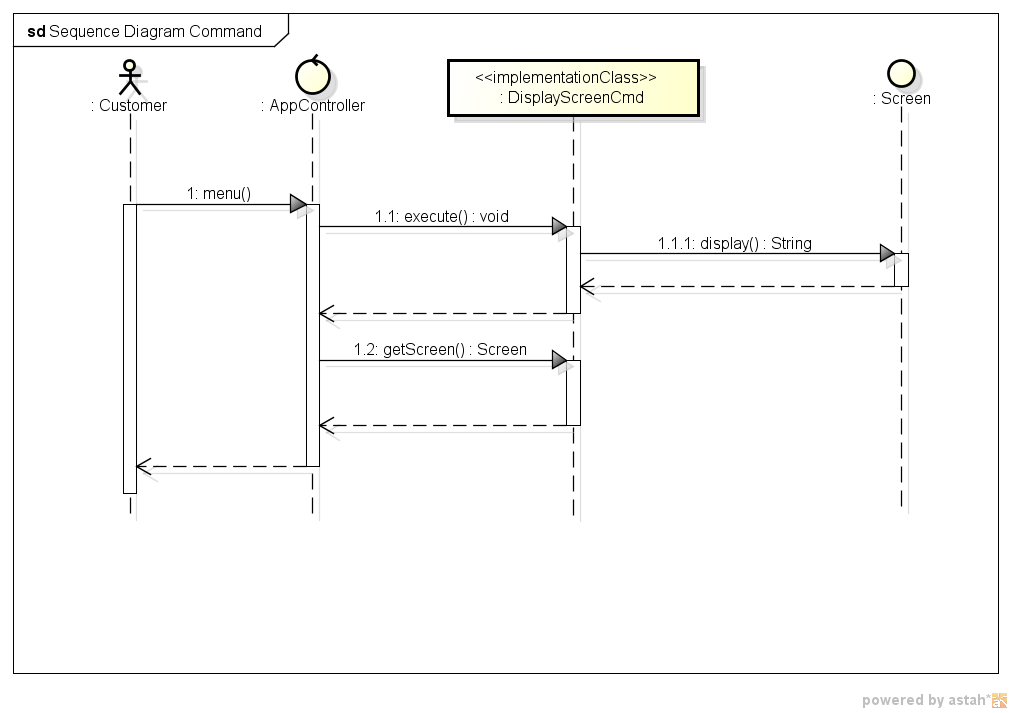 sd Sequence Diagram Command
: Customer
: AppController
<<implementationClass>>
: DisplayScreenCmd
: Screen
1: menu()
1.1: execute() : void
1.1.1: display() : String
1.2: getScreen() : Screen
powered by astah*